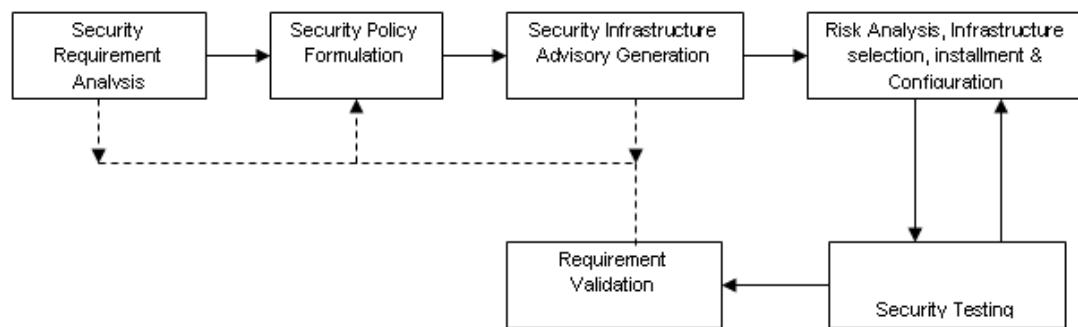 Security
Requirement
Analysis
Security Policy
Formulation
Security Infrastructure
Advisory Generation
Risk Analysis, Infrastructure
selection, installment &
Configuration
Requirement
Validation
Security Testing